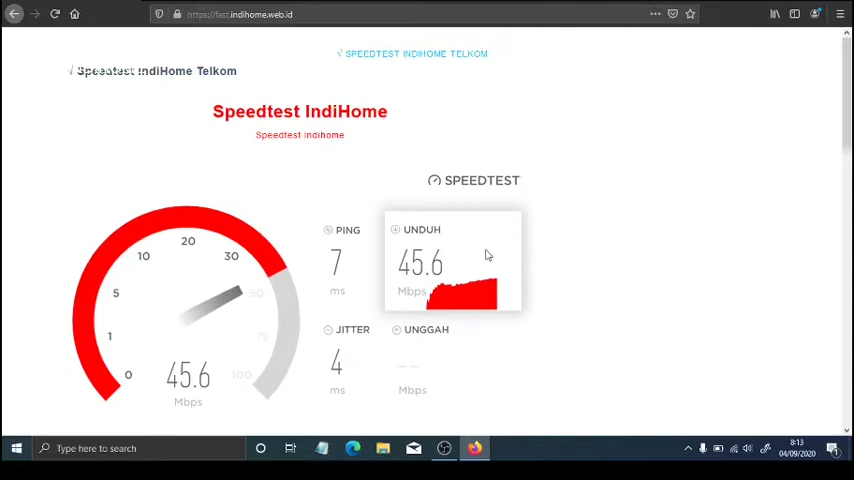 https://fast.indihome.web.id
√ SPEEDTEST INDIHOME TELKOM
√ Speedtest IndiHome Telkom
Speedtest IndiHome
Speedtest Indihome
SPEEDTEST
PING
7
ms
UNDUH
45.6
Mbps
JITTER
4
ms
UNGGAH
-- 
Mbps
0
1
5
10
20
30
50
75
100
45.6
Mbps
Type here to search
8:13
04/09/2020
1